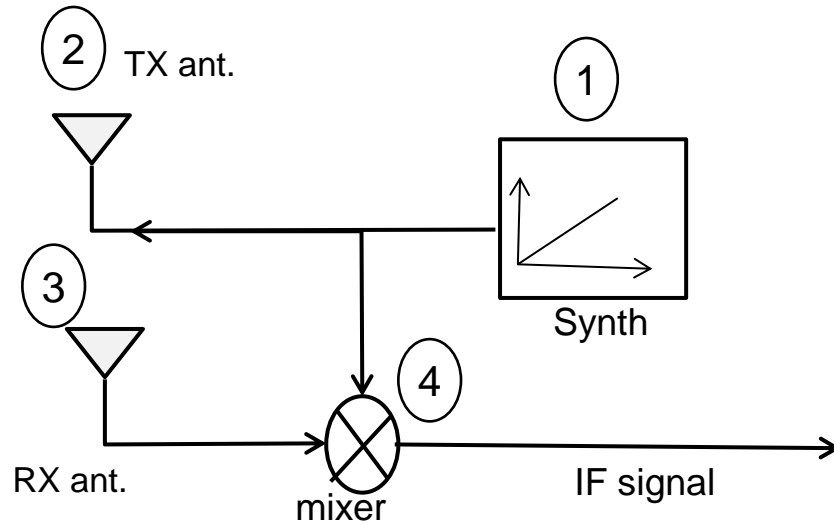 2 TX ant.
1
3
Synth
4
RX ant.
IF signal
mixer